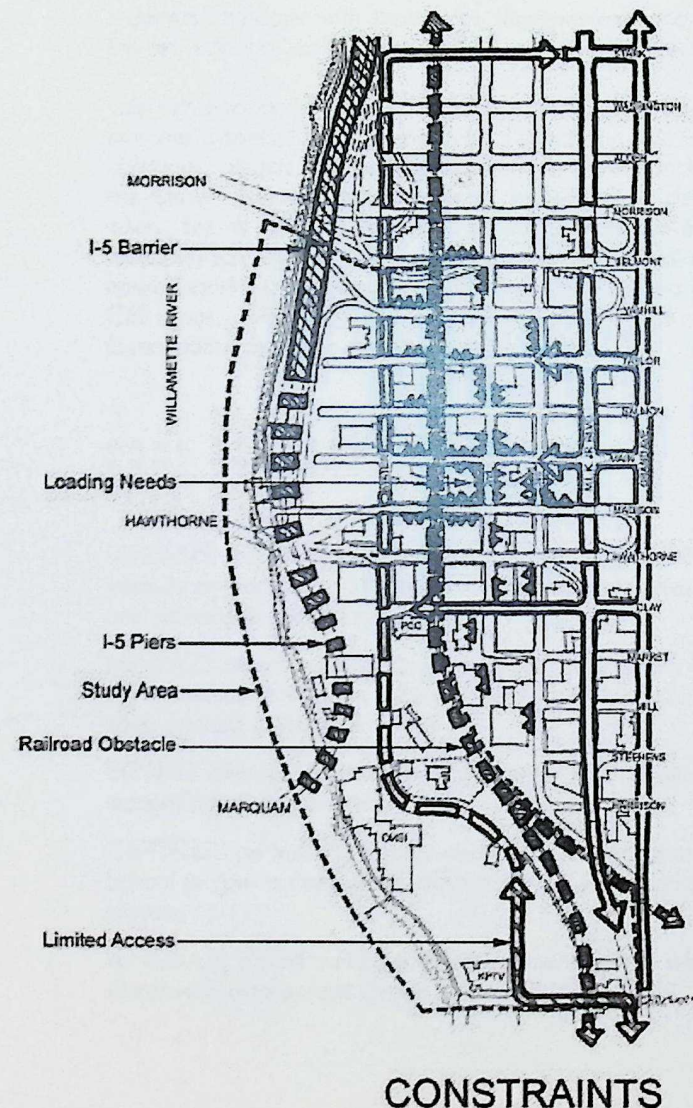 STARK
WASHINGTON
ALDER
MORRISON
MORRISON
I-5 Barrier
BELMONT
YAMHILL
WILLAMETTE RIVER
TAYLOR
SALMON
MAIN
Loading Needs
MADISON
HAWTHORNE
HAWTHORNE
CLAY
I-5 Piers
MARKET
Study Area
MILL
Railroad Obstacle
STEPHENS
MARQUAM
HARRISON
OMSI
Limited Access
KPTV
CONSTRAINTS